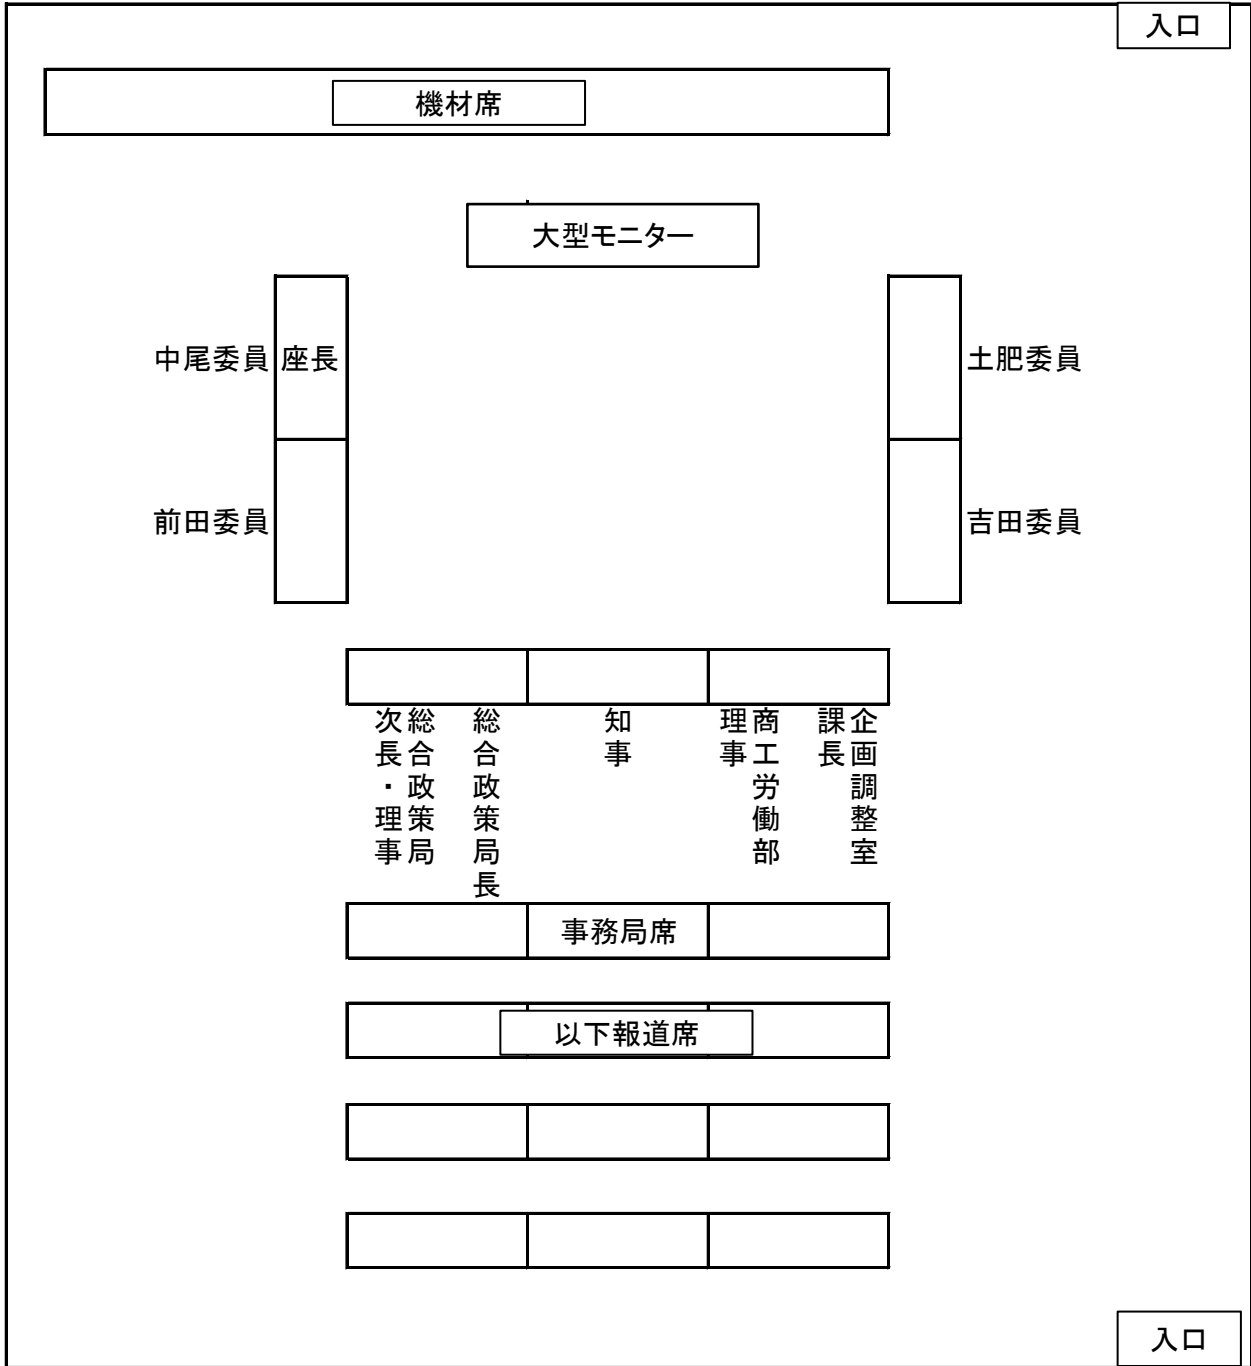 入口
機材席
大型モニター
中尾委員
座長
土肥委員
前田委員
吉田委員
総合政策局
次長・理事
総合政策局長
知事
商工労働部
理事
企画調整室
課長
事務局席
以下報道席
入口